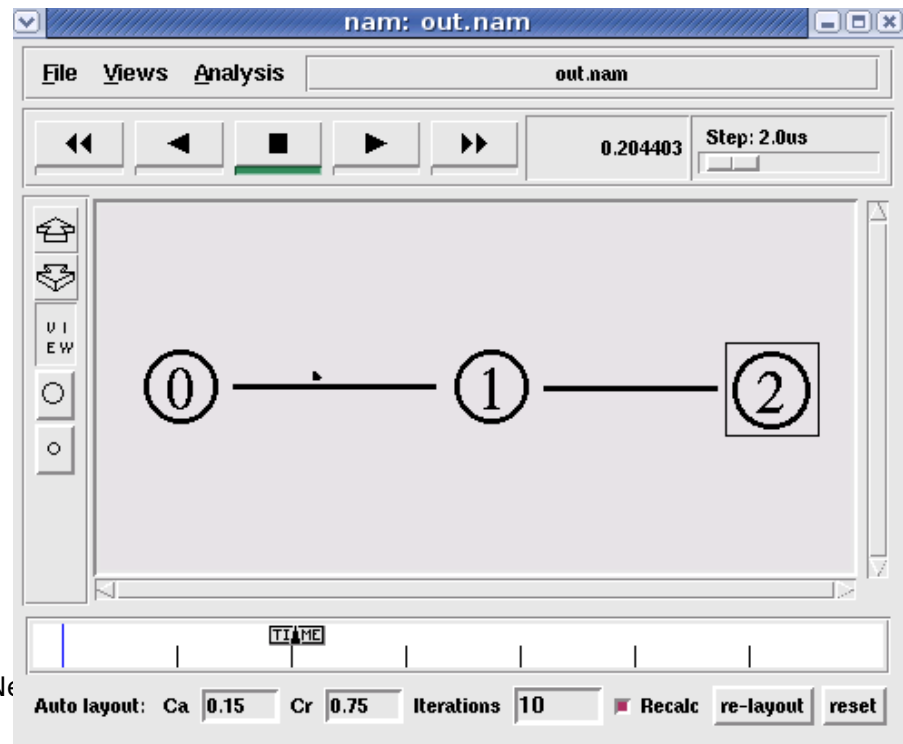 nam: out.nam
File Views Analysis out.nam
0.204403 Step: 2.0us
V I
E W
0 1 2
TIME
Auto layout: Ca 0.15 Cr 0.75 Iterations 10 Recalc re-layout reset